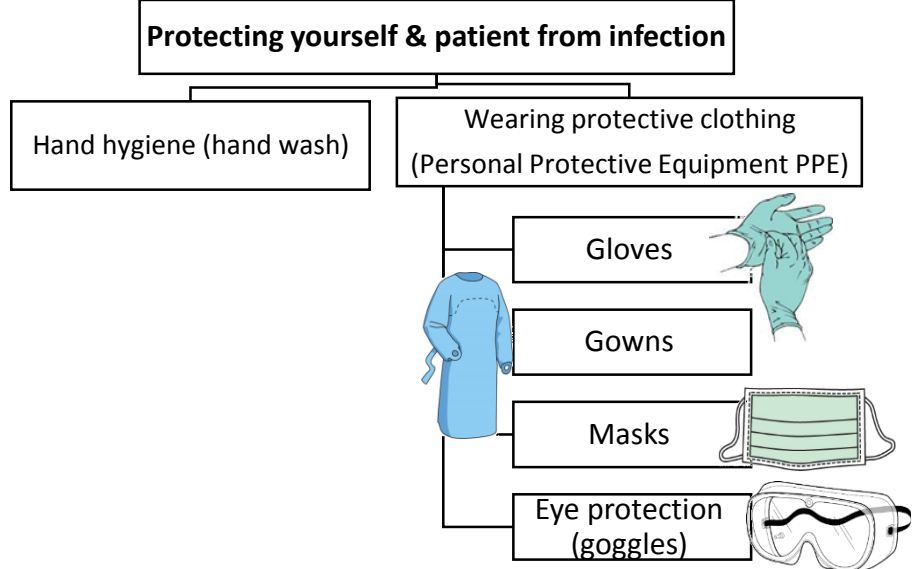 Protecting yourself & patient from infection
Hand hygiene (hand wash)
Wearing protective clothing
(Personal Protective Equipment PPE)
Gloves
Gowns
Masks
Eye protection
(goggles)